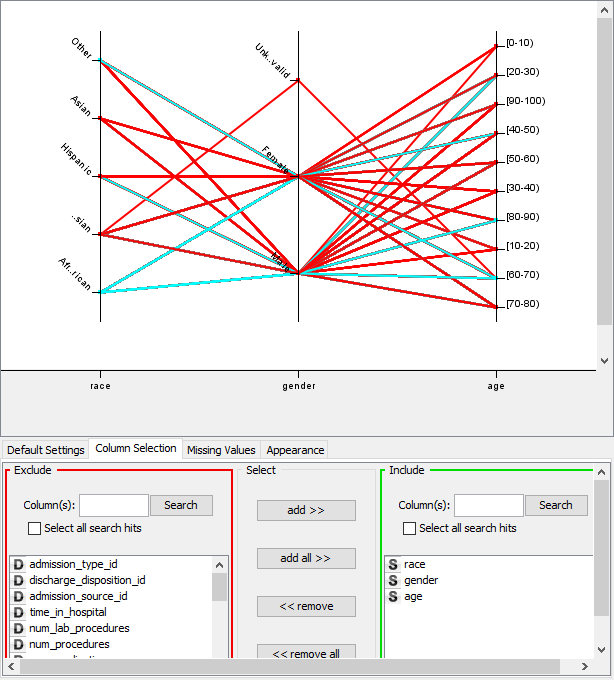 Other
Asian
Hispanic
..sian
Afr..rican
Unk..valid
Female
Male
[0-10)
[20-30)
[90-100)
[40-50)
[50-60)
[30-40)
[80-90)
[10-20)
[60-70)
[70-80)
race gender age
Default Settings Column Selection Missing Values Appearance
Exclude Select Include
Column(s): Search add >> Column(s): Search
Select all search hits Select all search hits
add all >>
D admission_type_id S race
D discharge_disposition_id S gender
D admission_source_id << remove S age
D time_in_hospital
D num_lab_procedures
D num_procedures << remove all